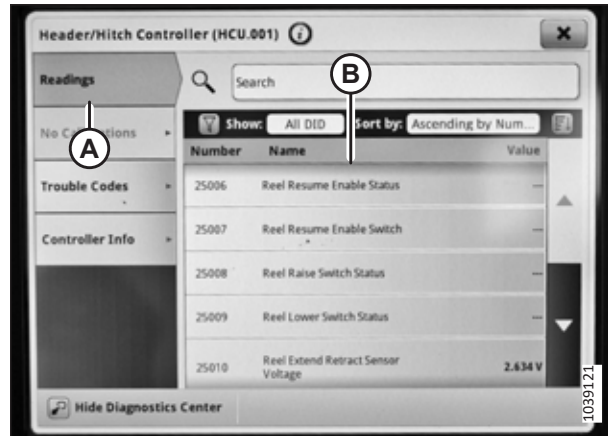 Header/Hitch Controller (HCU.001)
Readings
Search
B
Show: All DID Sort by: Ascending by Num...
No Calibrations
A
Number Name Value
Trouble Codes
25006 Reel Resume Enable Status ---
25007 Reel Resume Enable Switch ---
Controller Info
25008 Reel Raise Switch Status ---
25009 Reel Lower Switch Status ---
25010 Reel Extend Retract Sensor Voltage 2.634 V
Hide Diagnostics Center
1039121